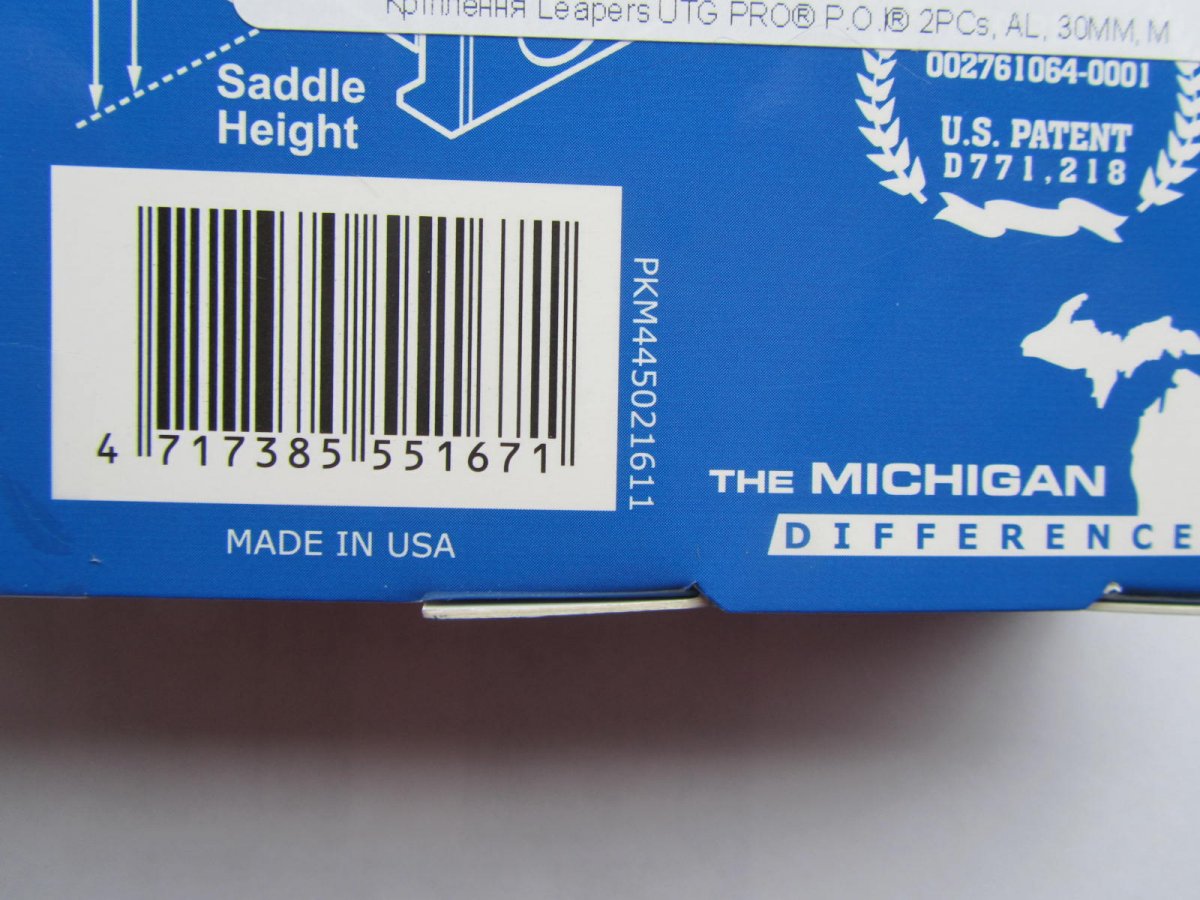 Кріплення Leapers UTG PRO® P.O.I® 2PCs, AL, 30MM, M
002761064-0001
U.S. PATENT
D771,218
Saddle
Height
4 717385 551671
PKM445021611
MADE IN USA
THE MICHIGAN
DIFFERENCE